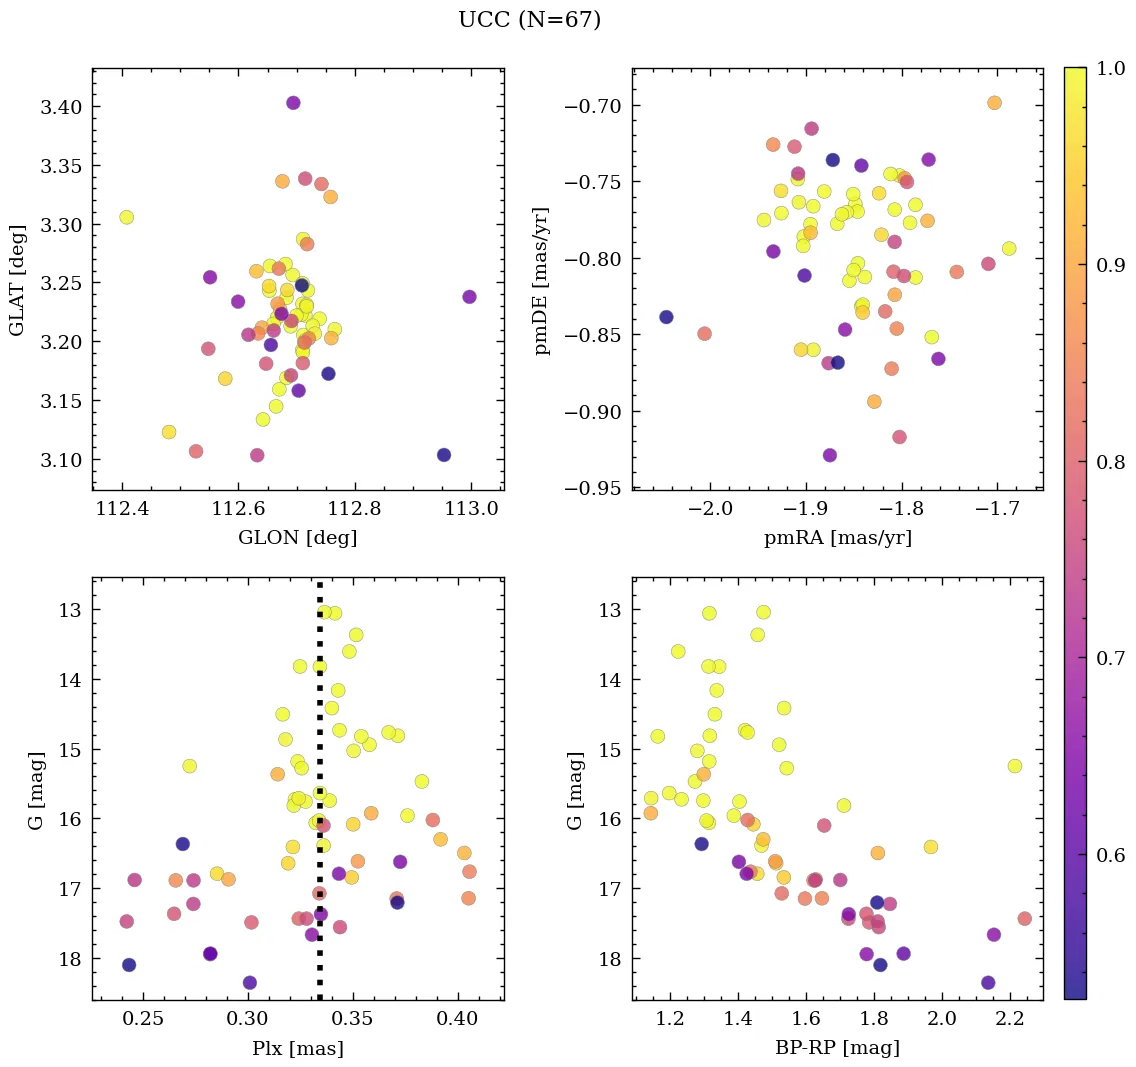 UCC (N=67)
3.40
3.35
3.30
3.25
3.20
3.15
3.10
GLAT [deg]
112.4 112.6 112.8 113.0
GLON [deg]
−0.70
−0.75
−0.80
−0.85
−0.90
−0.95
pmDE [mas/yr]
−2.0 −1.9 −1.8 −1.7
pmRA [mas/yr]
1.0
0.9
0.8
0.7
0.6
13
14
15
16
17
18
G [mag]
0.25 0.30 0.35 0.40
Plx [mas]
13
14
15
16
17
18
G [mag]
1.2 1.4 1.6 1.8 2.0 2.2
BP-RP [mag]